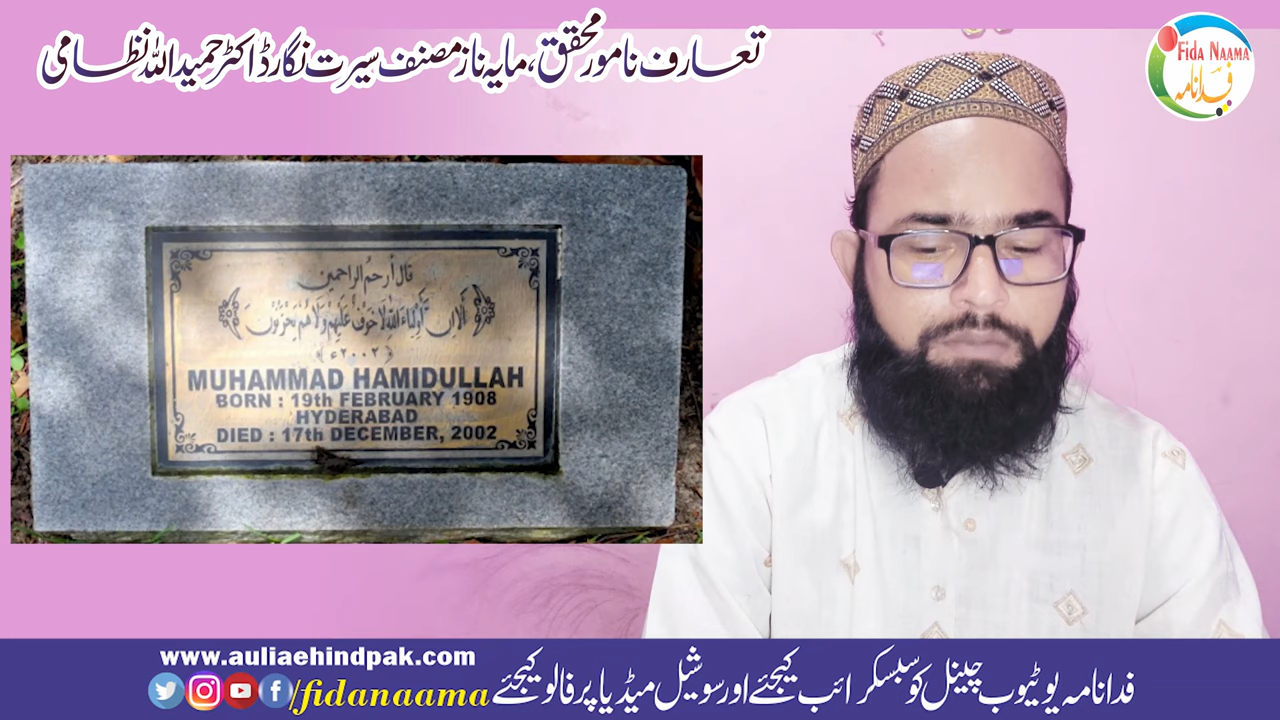 تعارف نامور محقق، مایہ ناز مصنف سیرت نگار ڈاکٹر حمید اللہ نظامی
Fida Naama
فدانامہ
قال أرحم الراحمين
ألا إن أولياء الله لا خوف عليهم ولا هم يحزنون
﴿٢٠٠٢ء﴾
MUHAMMAD HAMIDULLAH
BORN : 19th FEBRUARY 1908
HYDERABAD
DIED : 17th DECEMBER, 2002
www.auliaehindpak.com
/fidanaama
فدانامہ یوٹیوب چینل کو سبسکرائب کیجئے اور سوشیل میڈیا پر فالو کیجئے